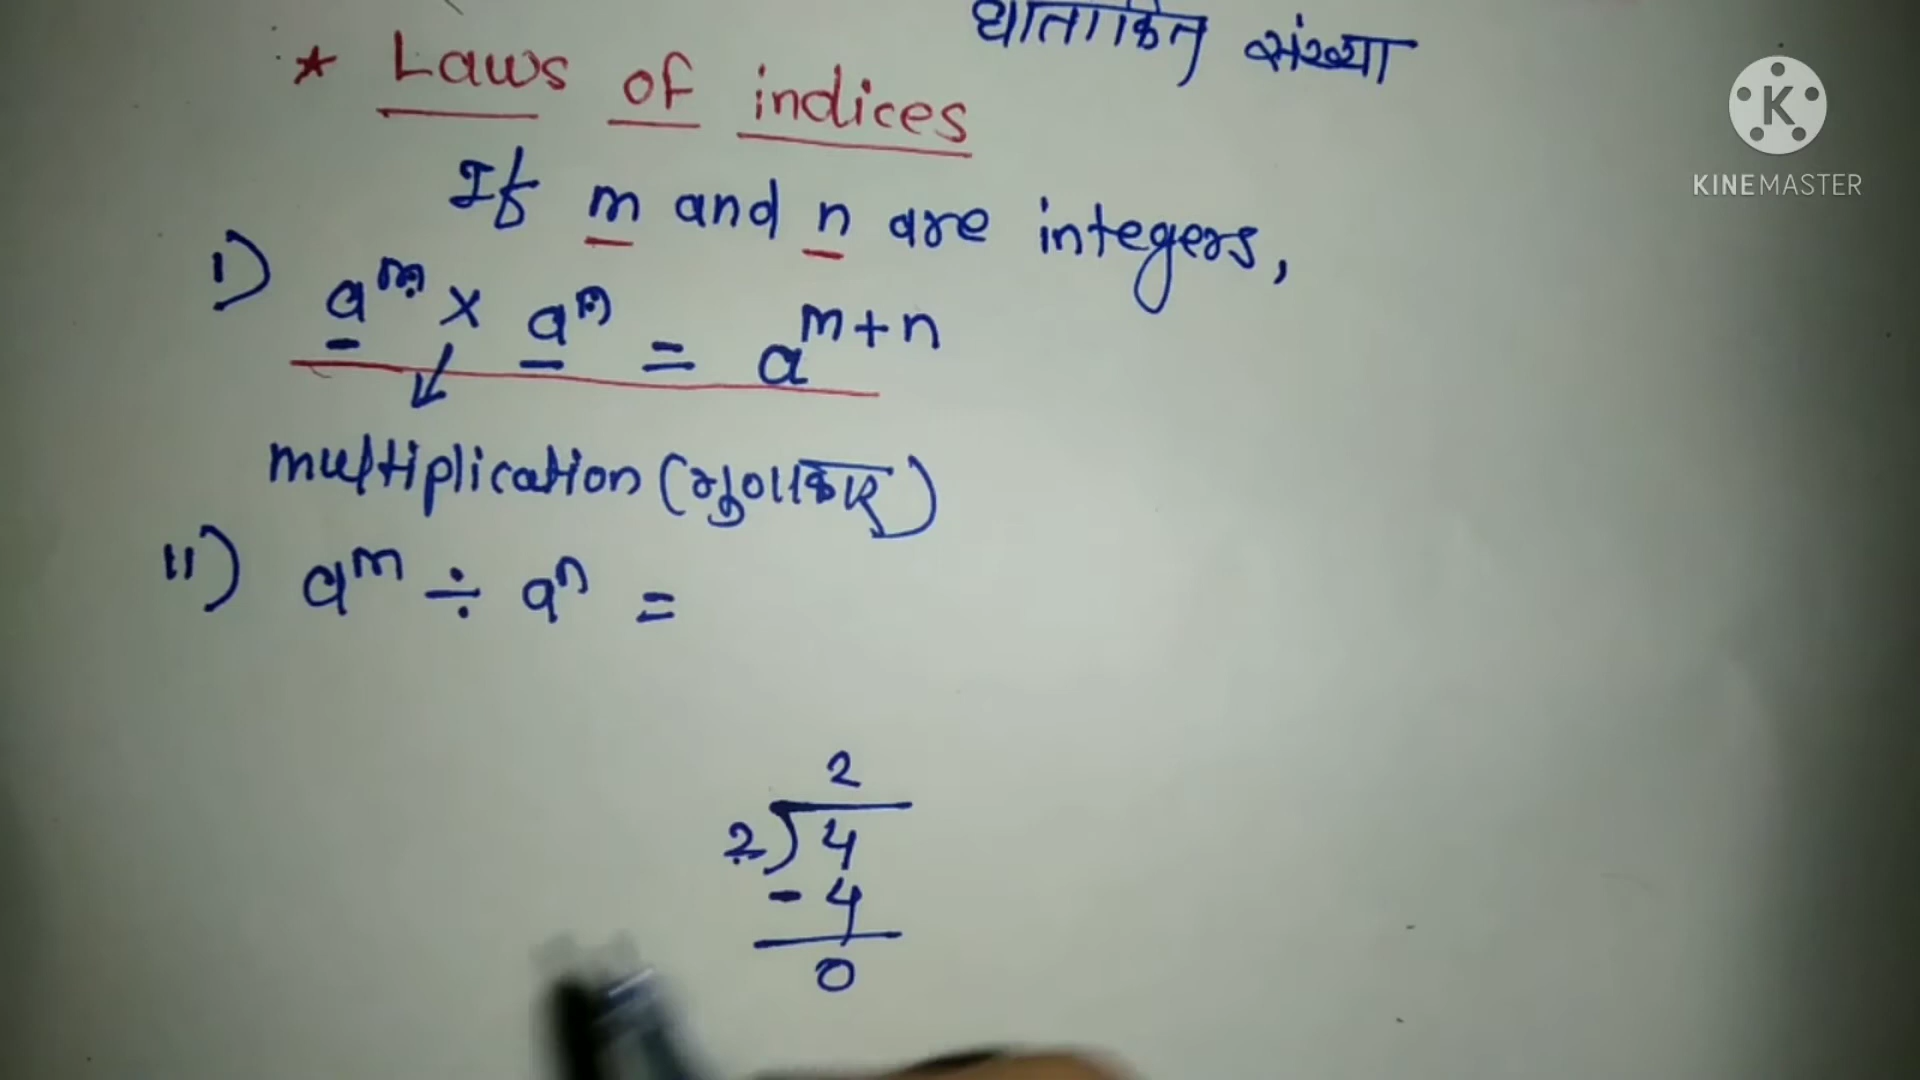 घातांकित संख्या
* Laws of indices
If m and n are integers,
i) aᵐ × aⁿ = aᵐ⁺ⁿ
multiplication (गुणाकार)
ii) aᵐ ÷ aⁿ =
2
2) 4
- 4
0
K
KINEMASTER